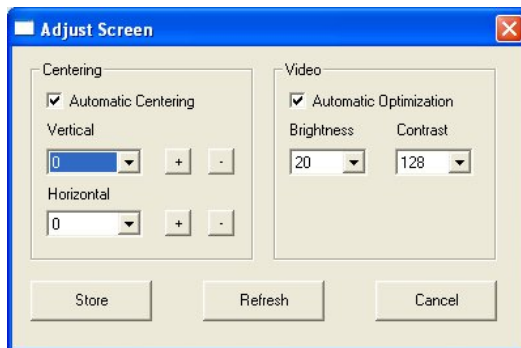 Adjust Screen
Centering
Automatic Centering
Vertical
0 + -
Horizontal
0 + -
Video
Automatic Optimization
Brightness Contrast
20 128
Store Refresh Cancel